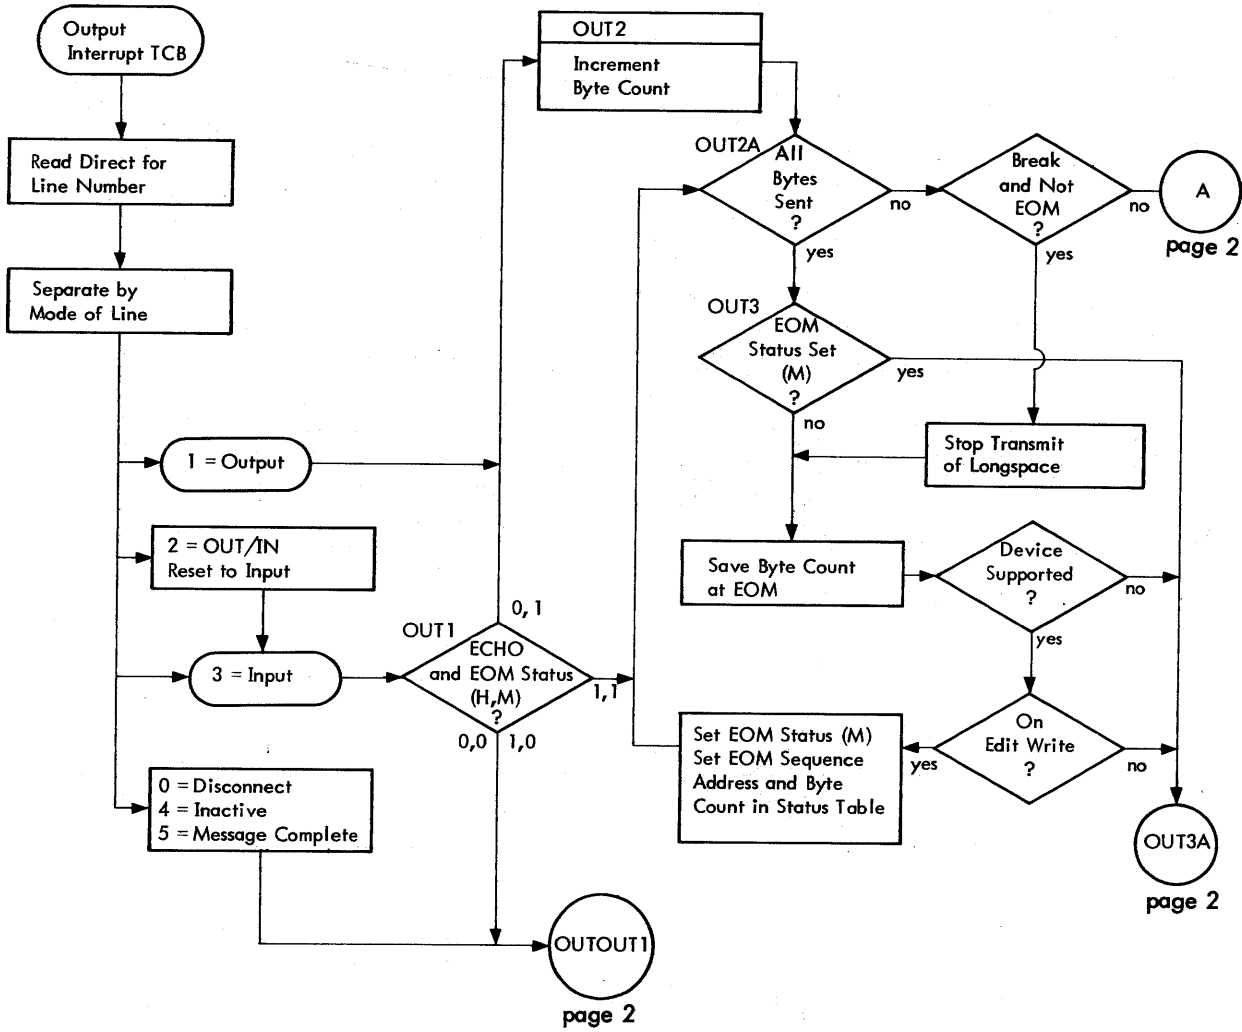 Output
Interrupt TCB
Read Direct for
Line Number
Separate by
Mode of Line
1 = Output
2 = OUT/IN
Reset to Input
3 = Input
0 = Disconnect
4 = Inactive
5 = Message Complete
OUT1
ECHO
and EOM Status
(H,M)
?
0,1
1,1
0,0
1,0
OUTOUT1
page 2
OUT2
Increment
Byte Count
OUT2A
All
Bytes
Sent
?
no
yes
Break
and Not
EOM
?
no
yes
A
page 2
OUT3
EOM
Status Set
(M)
?
yes
no
Stop Transmit
of Longspace
Save Byte Count
at EOM
Device
Supported
?
no
yes
On
Edit Write
?
yes
no
Set EOM Status (M)
Set EOM Sequence
Address and Byte
Count in Status Table
OUT3A
page 2